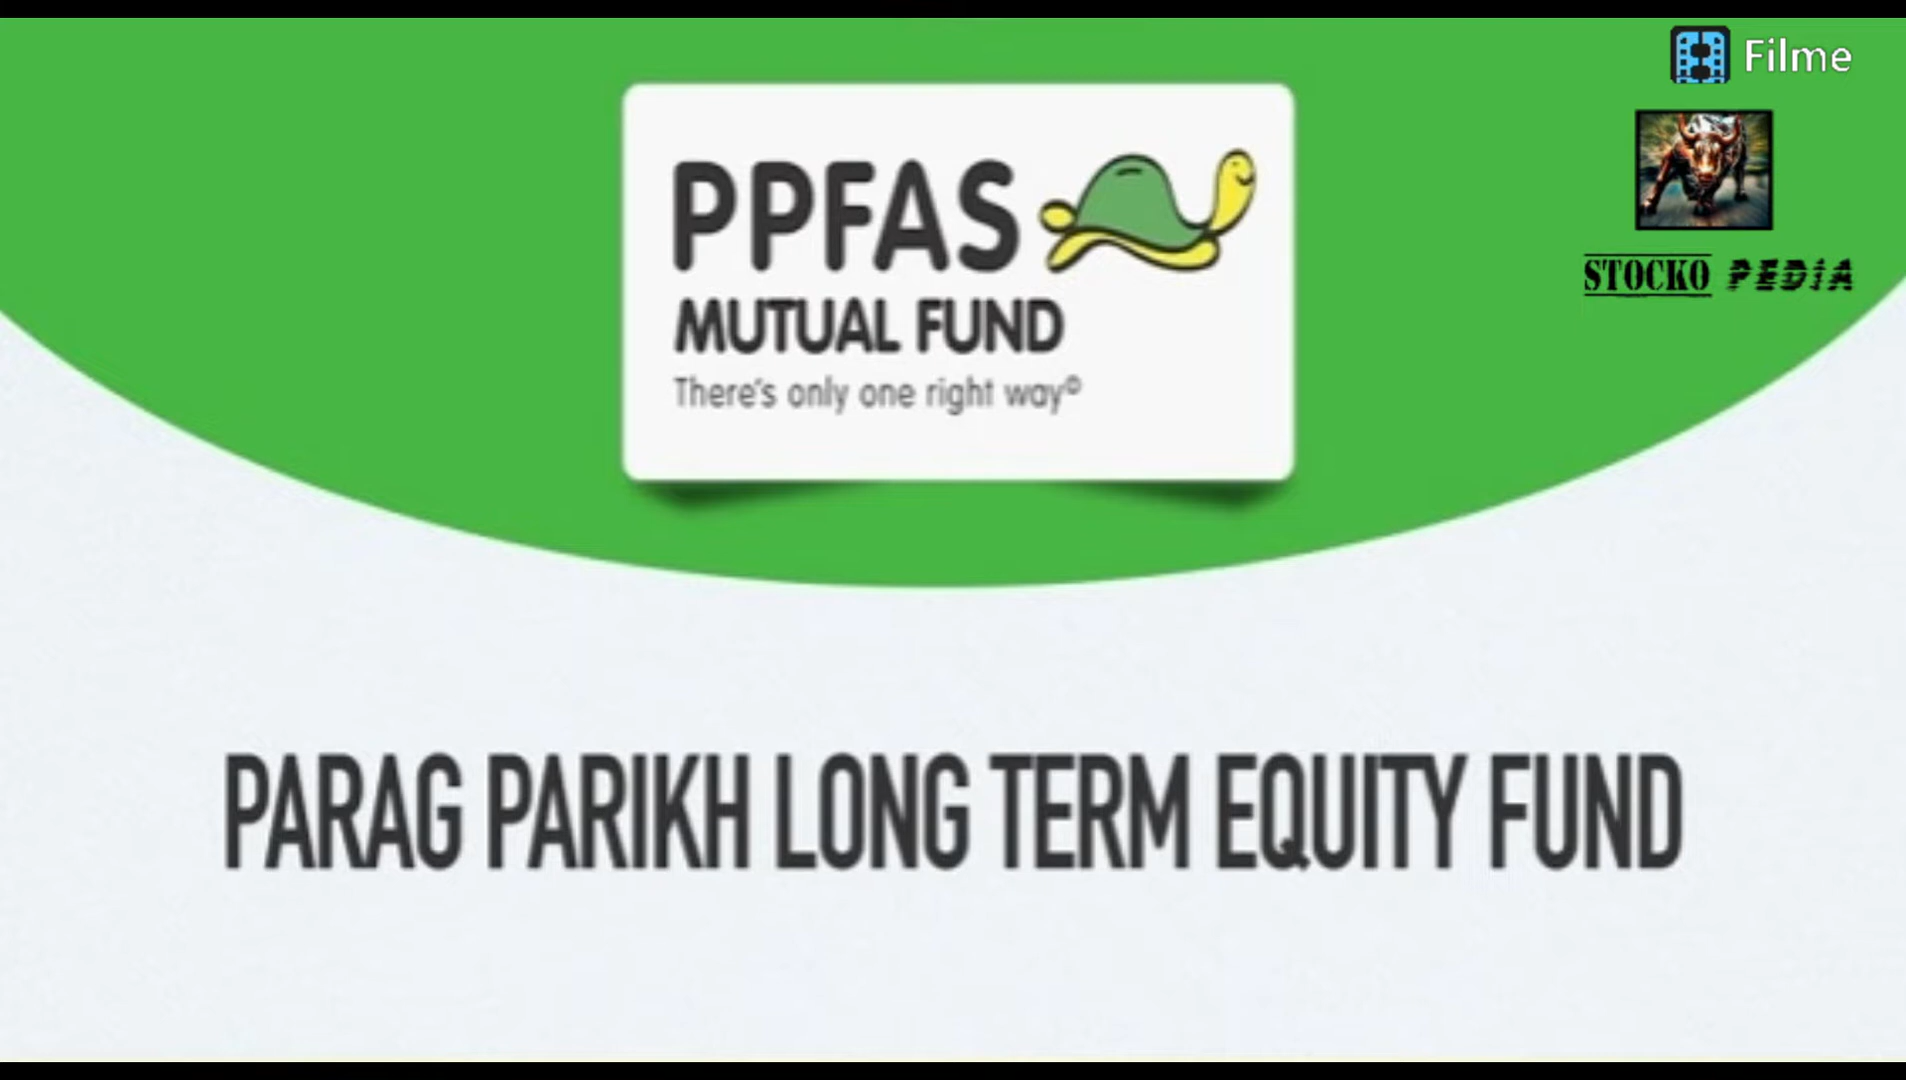 Filme
STOCKO PEDIA
PPFAS
MUTUAL FUND
There's only one right way©
PARAG PARIKH LONG TERM EQUITY FUND